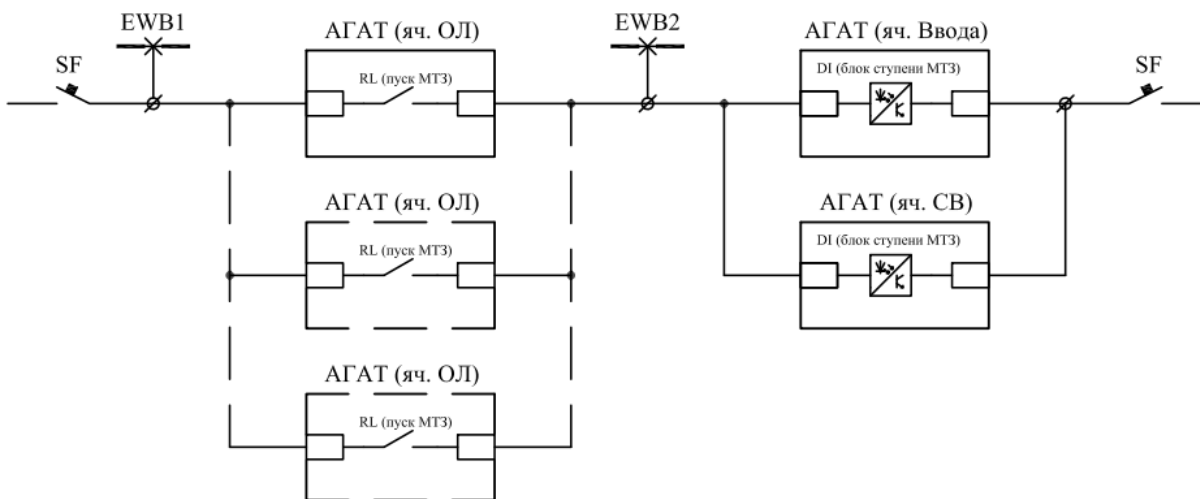 EWB1
АГАТ (яч. ОЛ)
EWB2
АГАТ (яч. Ввода)
SF
RL (пуск МТЗ)
DI (блок ступени МТЗ)
SF
АГАТ (яч. ОЛ)
АГАТ (яч. СВ)
RL (пуск МТЗ)
DI (блок ступени МТЗ)
АГАТ (яч. ОЛ)
RL (пуск МТЗ)